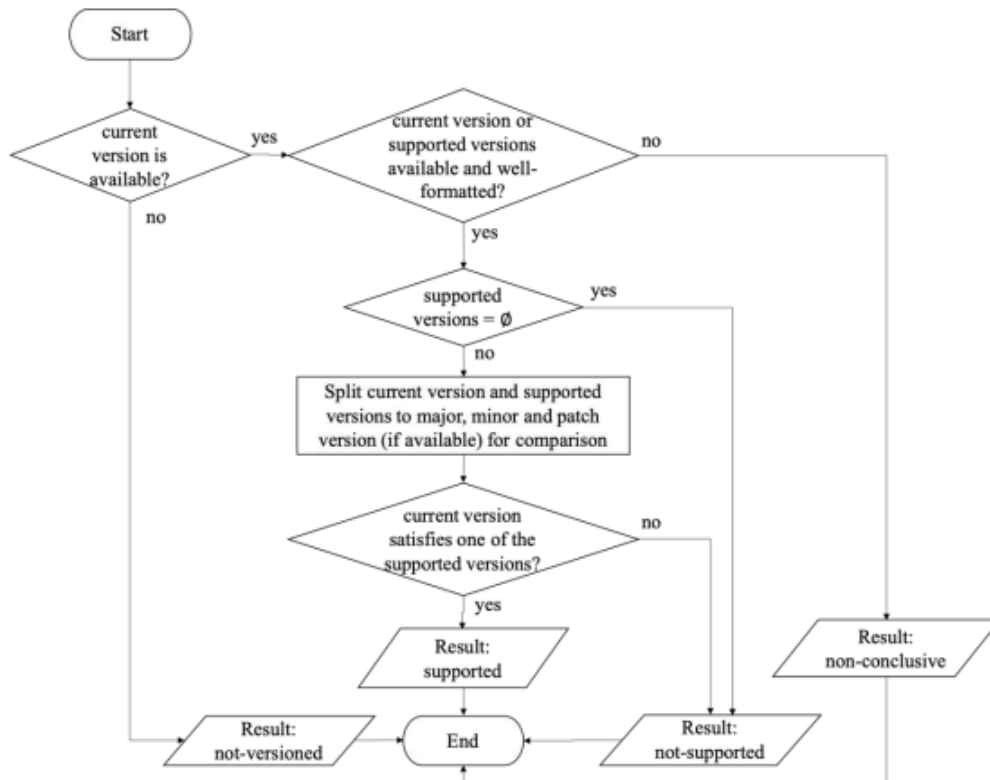 Start
current
version is
available?
yes
no
current version or
supported versions
available and well-
formatted?
no
yes
supported
versions = ∅
yes
no
Split current version and supported
versions to major, minor and patch
version (if available) for comparison
current version
satisfies one of the
supported versions?
no
yes
Result:
supported
Result:
non-conclusive
Result:
not-versioned
End
Result:
not-supported